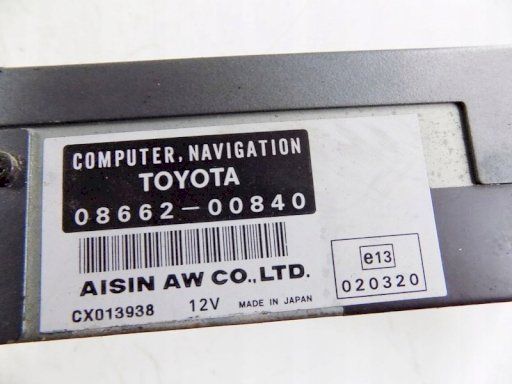 COMPUTER, NAVIGATION
TOYOTA
08662-00840
AISIN AW CO., LTD.
CX013938 12V MADE IN JAPAN
e13
020320